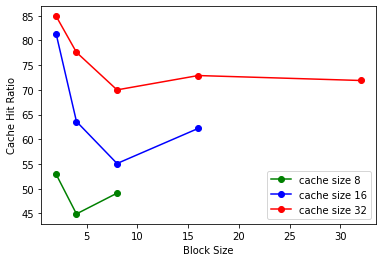 85
80
75
70
65
60
55
50
45
Cache Hit Ratio
cache size 8
cache size 16
cache size 32
5 10 15 20 25 30
Block Size